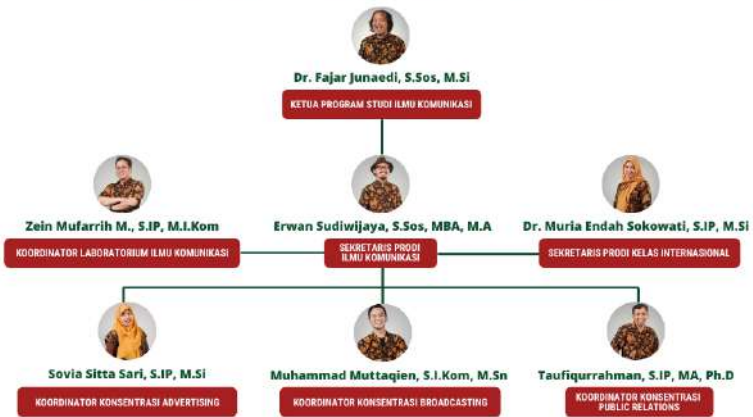 Dr. Fajar Junaedi, S.Sos, M.Si
KETUA PROGRAM STUDI ILMU KOMUNIKASI
Zein Mufarrih M., S.IP, M.I.Kom
KOORDINATOR LABORATORIUM ILMU KOMUNIKASI
Erwan Sudiwijaya, S.Sos, MBA, M.A
SEKRETARIS PRODI
ILMU KOMUNIKASI
Dr. Muria Endah Sokowati, S.IP, M.Si
SEKRETARIS PRODI KELAS INTERNASIONAL
Sovia Sitta Sari, S.IP, M.Si
KOORDINATOR KONSENTRASI ADVERTISING
Muhammad Muttaqien, S.I.Kom, M.Sn
KOORDINATOR KONSENTRASI BROADCASTING
Taufiqurrahman, S.IP, MA, Ph.D
KOORDINATOR KONSENTRASI
PUBLIC RELATIONS